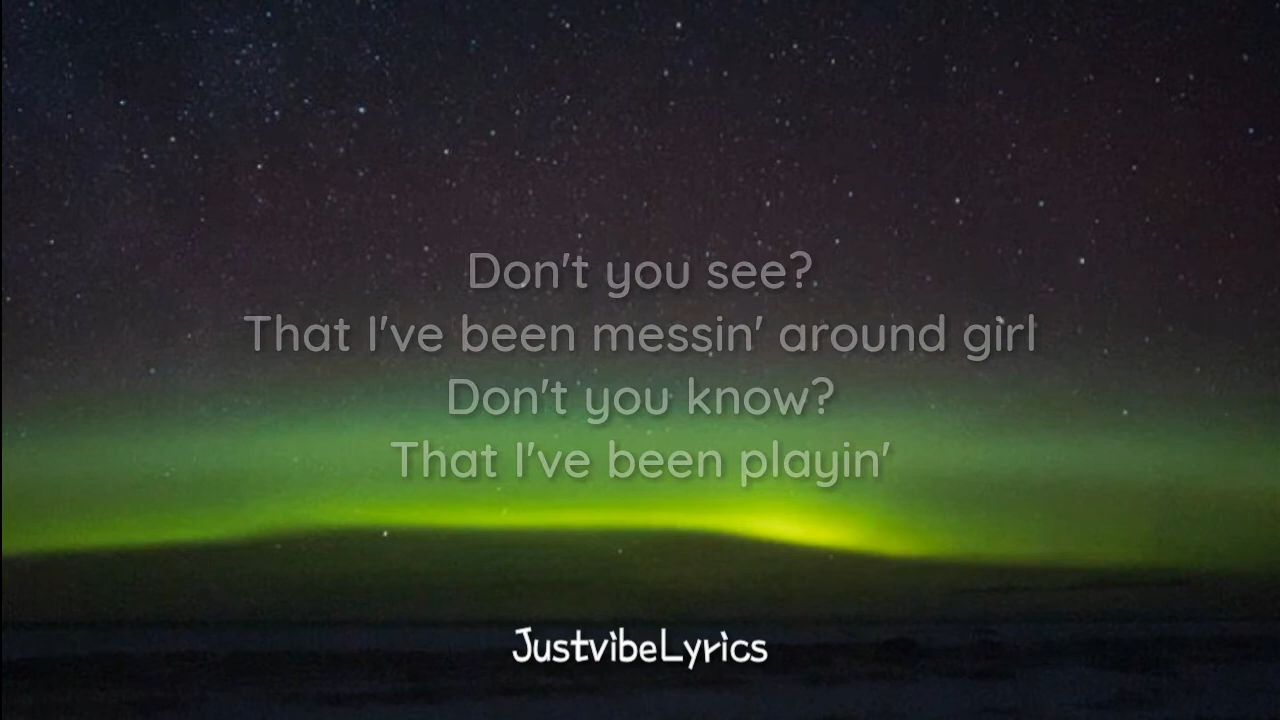 Don't you see?
That I've been messin' around girl
Don't you know?
That I've been playin'
JustvibeLyrics